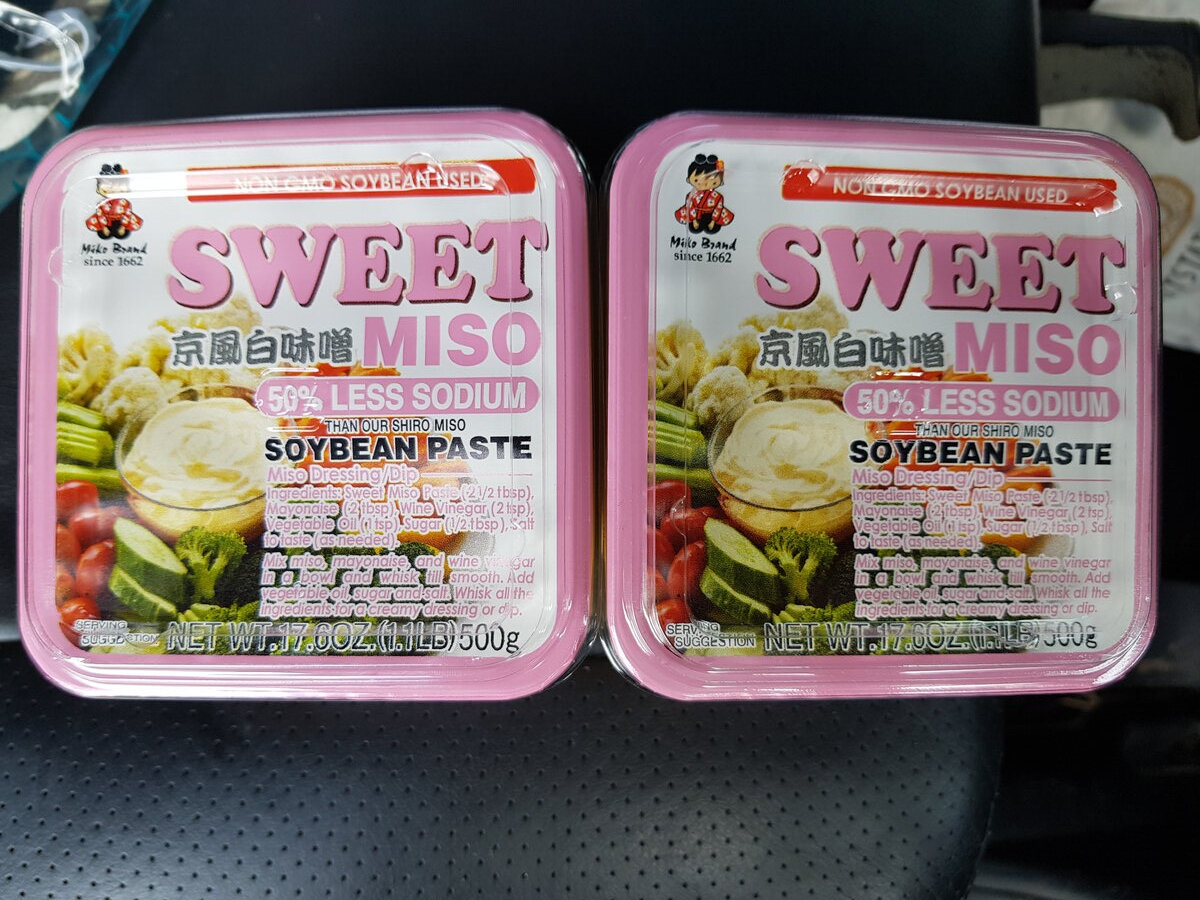 NON GMO SOYBEAN USED
Miko Brand
since 1662
SWEET
京風白味噌 MISO
50% LESS SODIUM
THAN OUR SHIRO MISO
SOYBEAN PASTE
Miso Dressing/Dip
Ingredients: Sweet Miso Paste (2 1/2 tbsp),
Mayonaise (2 tbsp), Wine Vinegar (2 tsp),
Vegetable Oil (1 tsp), Sugar (1/2 tbsp), Salt
to taste (as needed)
Mix miso, mayonaise, and wine vinegar
in a bowl and whisk till smooth. Add
vegetable oil, sugar and salt. Whisk all the
ingredients for a creamy dressing or dip.
SERVING
SUGGESTION
NET WT. 17.6OZ. (1.1LB) 500g
NON GMO SOYBEAN USED
Miko Brand
since 1662
SWEET
京風白味噌 MISO
50% LESS SODIUM
THAN OUR SHIRO MISO
SOYBEAN PASTE
Miso Dressing/Dip
Ingredients: Sweet Miso Paste (2 1/2 tbsp),
Mayonaise (2 tbsp), Wine Vinegar (2 tsp),
Vegetable Oil (1 tsp), Sugar (1/2 tbsp), Salt
to taste (as needed)
Mix miso, mayonaise, and wine vinegar
in a bowl and whisk till smooth. Add
vegetable oil, sugar and salt. Whisk all the
ingredients for a creamy dressing or dip.
SERVING
SUGGESTION
NET WT. 17.6OZ. (1.1LB) 500g